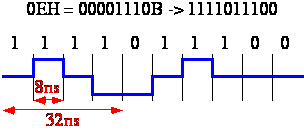 0EH = 00001110B -> 1111011100
1 1 1 1 0 1 1 1 0 0
8ns
32ns